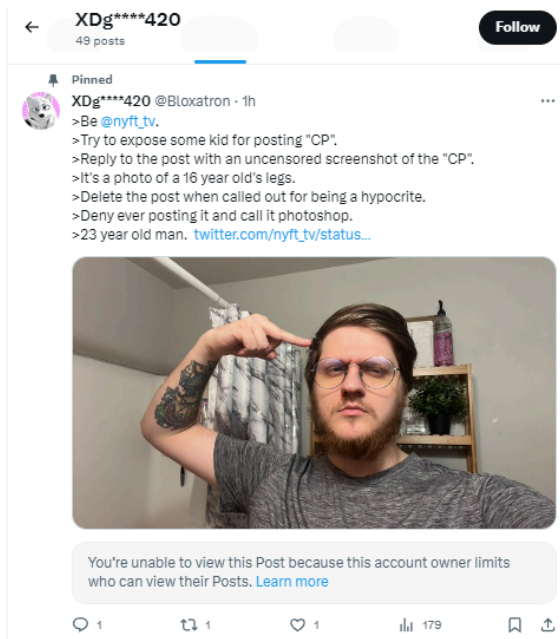 XDg****420
49 posts
Follow
Pinned
XDg****420 @Bloxatron · 1h
>Be @nyft_tv.
>Try to expose some kid for posting "CP".
>Reply to the post with an uncensored screenshot of the "CP".
>It's a photo of a 16 year old's legs.
>Delete the post when called out for being a hypocrite.
>Deny ever posting it and call it photoshop.
>23 year old man. twitter.com/nyft_tv/status...
You're unable to view this Post because this account owner limits
who can view their Posts. Learn more
1 1 1 179